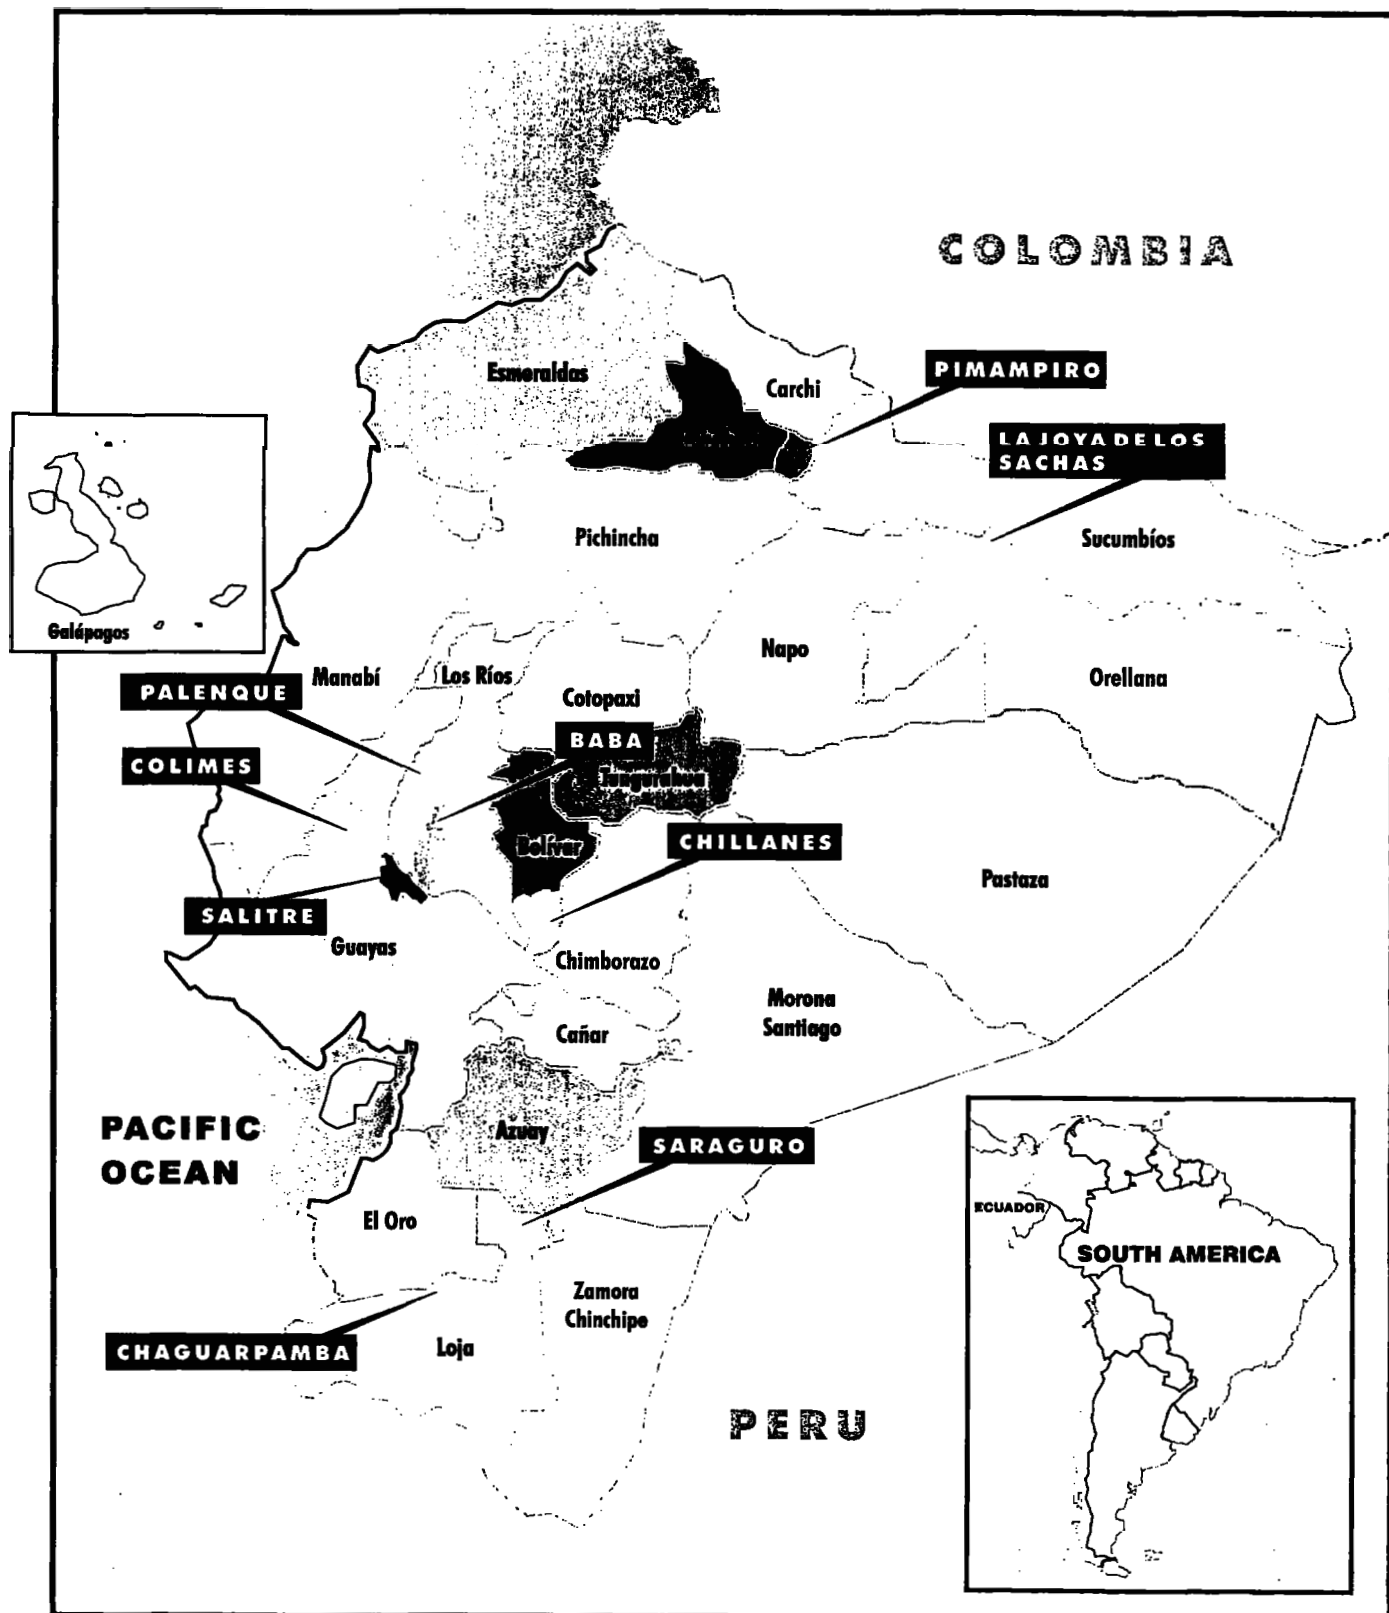 COLOMBIA
PIMAMPIRO
Esmeraldas
Carchi
LA JOYA DE LOS
SACHAS
Pichincha
Sucumbíos
Galápagos
Napo
Manabí
Los Ríos
Orellana
PALENQUE
Cotopaxi
BABA
COLIMES
Tungurahua
CHILLANES
Bolívar
Pastaza
SALITRE
Guayas
Chimborazo
Morona
Santiago
Cañar
PACIFIC
OCEAN
Azuay
SARAGURO
ECUADOR
El Oro
SOUTH AMERICA
Zamora
Chinchipe
CHAGUARPAMBA
Loja
PERU